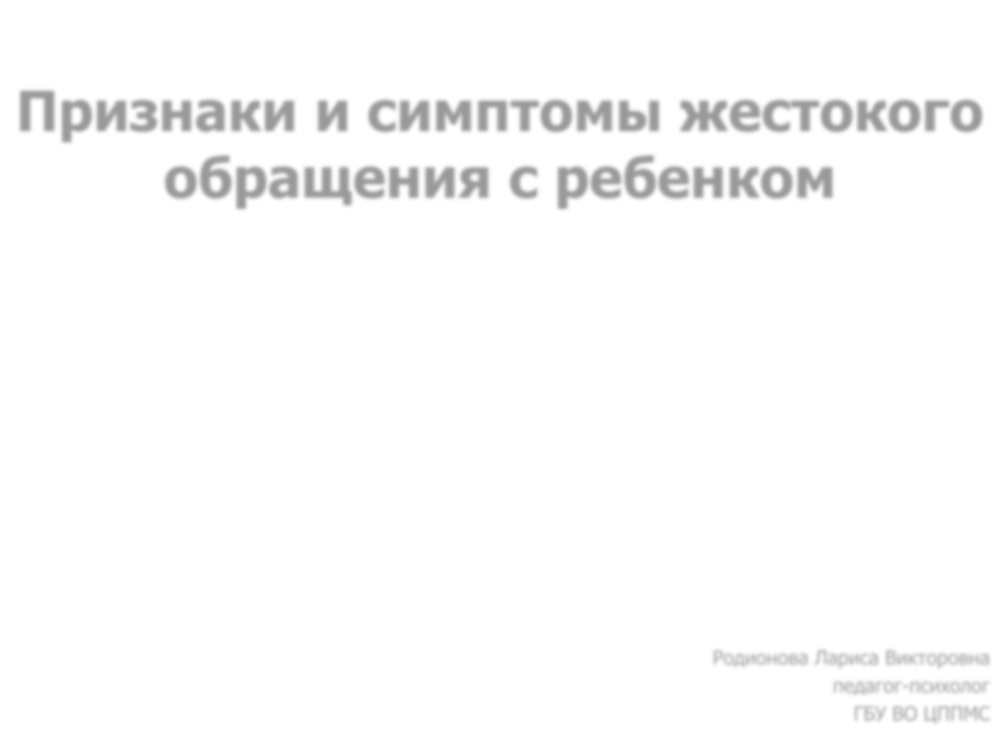 Признаки и симптомы жестокого
обращения с ребенком
Родионова Лариса Викторовна
педагог-психолог
ГБУ ВО ЦППМС